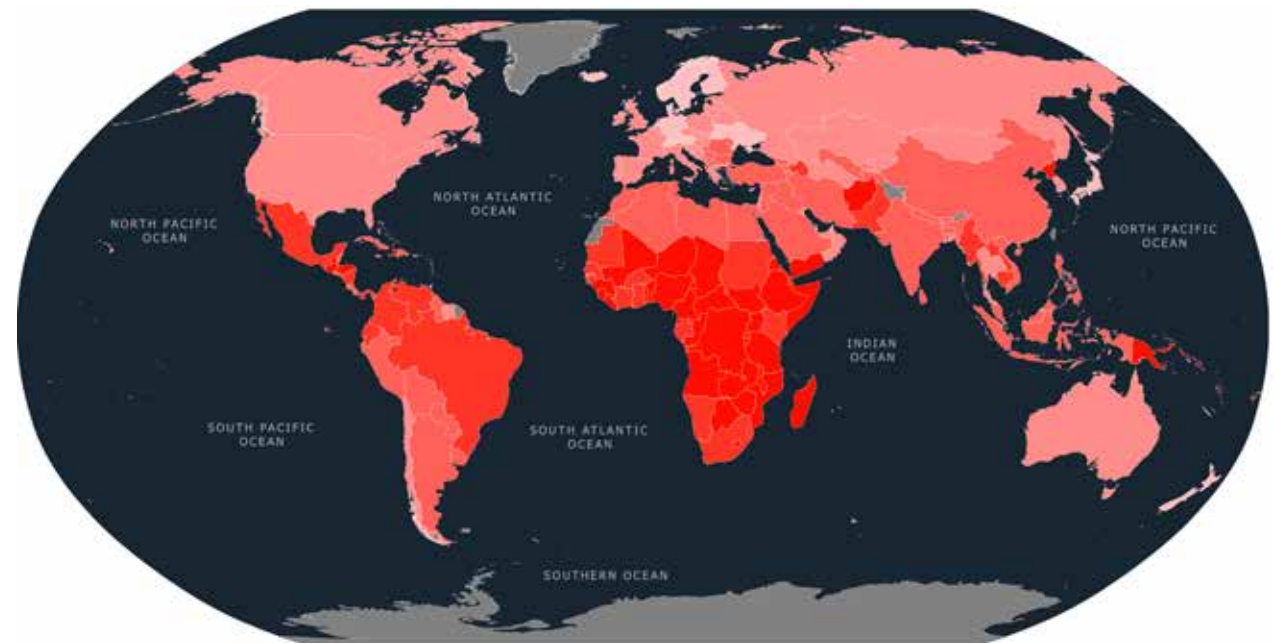 NORTH ATLANTIC
OCEAN
NORTH PACIFIC
OCEAN
NORTH PACIFIC
OCEAN
INDIAN
OCEAN
SOUTH PACIFIC
OCEAN
SOUTH ATLANTIC
OCEAN
SOUTHERN OCEAN